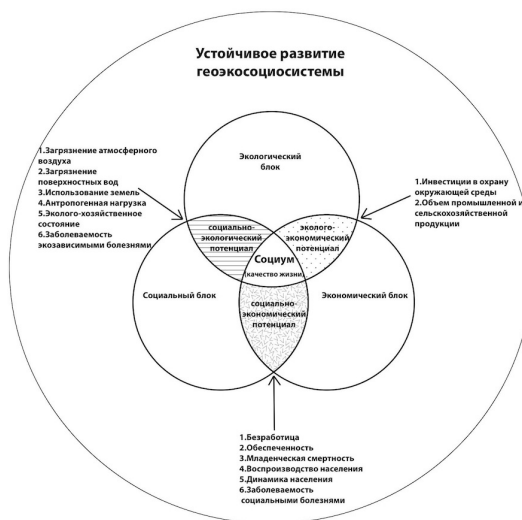 Устойчивое развитие
геоэкосоциосистемы
Экологический
блок
1.Загрязнение атмосферного
воздуха
2.Загрязнение
поверхностных вод
3.Использование земель
4.Антропогенная нагрузка
5.Эколого-хозяйственное
состояние
6.Заболеваемость
экозависимыми болезнями
1.Инвестиции в охрану
окружающей среды
2.Объем промышленной и
сельскохозяйственной
продукции
социально-
экологический
потенциал
эколого-
экономический
потенциал
Социум
(качество жизни)
Социальный блок
Экономический блок
социально-
экономический
потенциал
1.Безработица
2.Обеспеченность
3.Младенческая смертность
4.Воспроизводство населения
5.Динамика населения
6.Заболеваемость
социальными болезнями